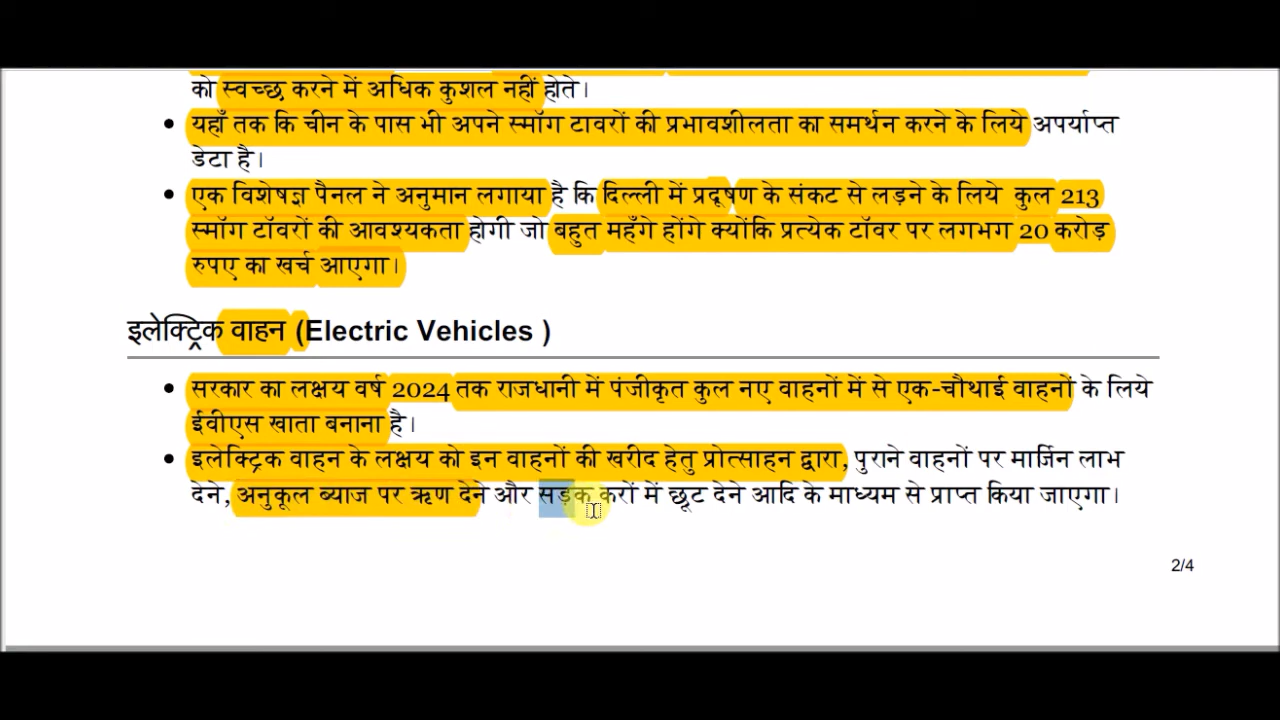 को स्वच्छ करने में अधिक कुशल नहीं होते।
• यहाँ तक कि चीन के पास भी अपने स्मॉग टावरों की प्रभावशीलता का समर्थन करने के लिये अपर्याप्त
डेटा है।
• एक विशेषज्ञ पैनल ने अनुमान लगाया है कि दिल्ली में प्रदूषण के संकट से लड़ने के लिये कुल 213
स्मॉग टॉवरों की आवश्यकता होगी जो बहुत महँगे होंगे क्योंकि प्रत्येक टॉवर पर लगभग 20 करोड़
रुपए का खर्च आएगा।
इलेक्ट्रिक वाहन (Electric Vehicles )
• सरकार का लक्षय वर्ष 2024 तक राजधानी में पंजीकृत कुल नए वाहनों में से एक-चौथाई वाहनों के लिये
ईवीएस खाता बनाना है।
• इलेक्ट्रिक वाहन के लक्षय को इन वाहनों की खरीद हेतु प्रोत्साहन द्वारा, पुराने वाहनों पर मार्जिन लाभ
देने, अनुकूल ब्याज पर ऋण देने और सड़क करों में छूट देने आदि के माध्यम से प्राप्त किया जाएगा।
2/4